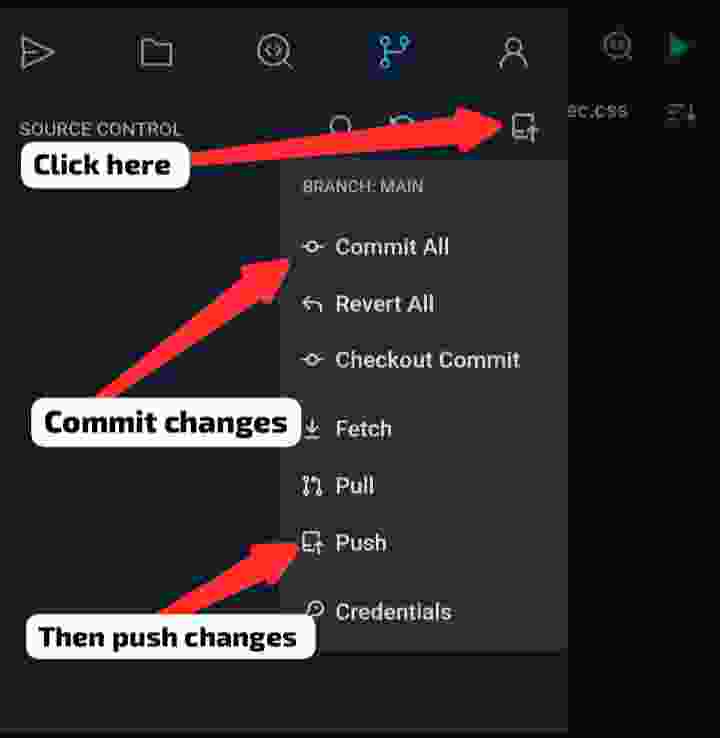 ec.css
SOURCE CONTROL
Click here
BRANCH: MAIN
Commit All
Revert All
Checkout Commit
Commit changes
Fetch
Pull
Push
Credentials
Then push changes